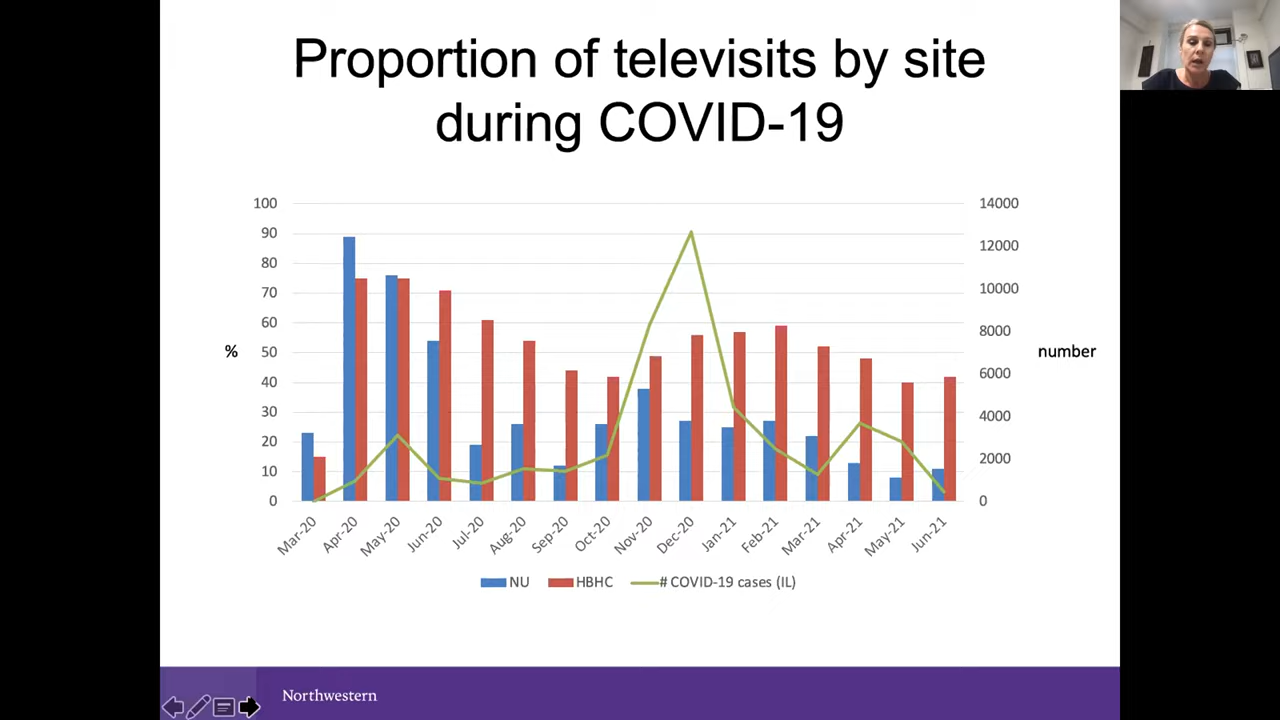 Proportion of televisits by site
during COVID-19
100
90
80
70
60
50
40
30
20
10
0
%
14000
12000
10000
8000
6000
4000
2000
0
number
Mar-20
Apr-20
May-20
Jun-20
Jul-20
Aug-20
Sep-20
Oct-20
Nov-20
Dec-20
Jan-21
Feb-21
Mar-21
Apr-21
May-21
Jun-21
NU
HBHC
# COVID-19 cases (IL)
Northwestern